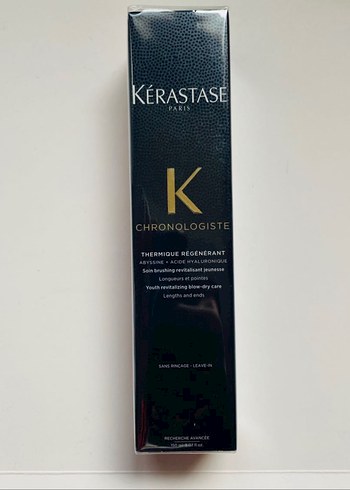 KÉRASTASE
PARIS
K
CHRONOLOGISTE
THERMIQUE RÉGÉNÉRANT
ABYSSINE + ACIDE HYALURONIQUE
Soin brushing revitalisant jeunesse
Longueurs et pointes
Youth revitalizing blow-dry care
Lengths and ends
SANS RINÇAGE - LEAVE-IN
RECHERCHE AVANCÉE